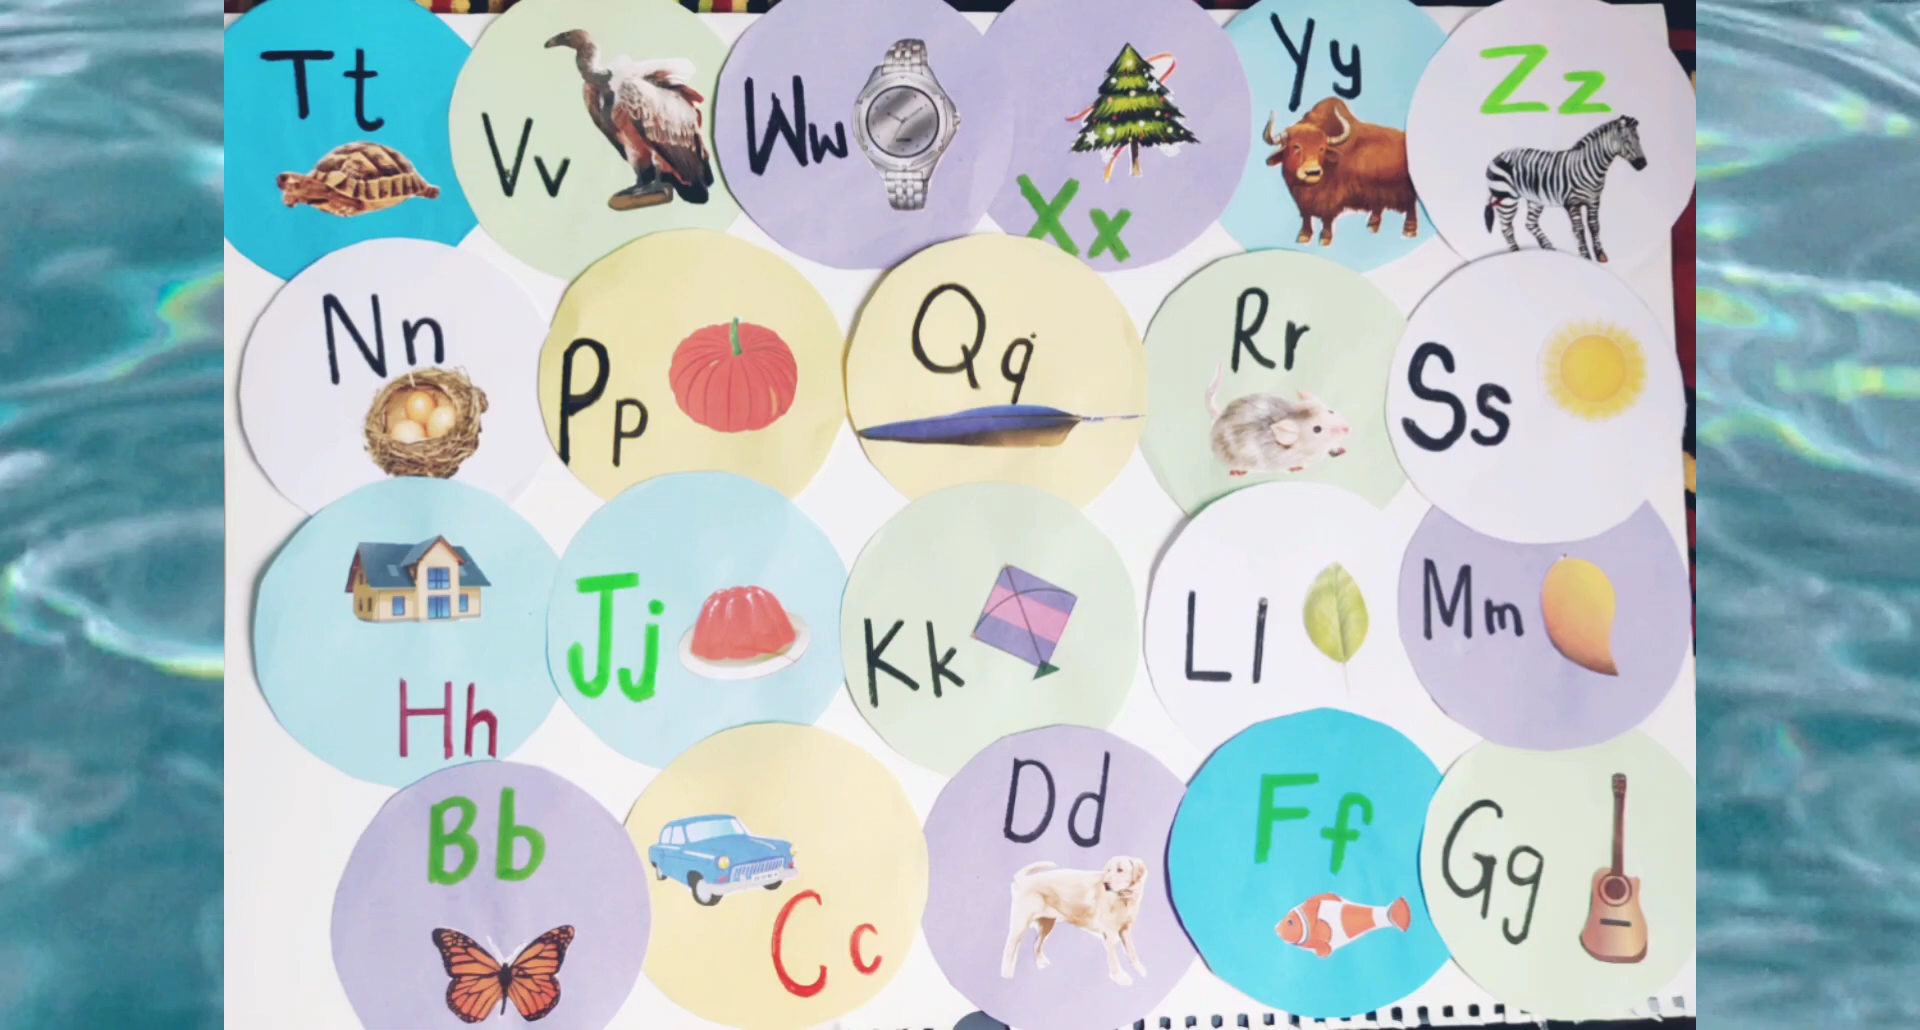 Tt
Vv
Ww
Xx
Yy
Zz
Nn
Pp
Qq
Rr
Ss
Hh
Jj
Kk
Ll
Mm
Bb
Cc
Dd
Ff
Gg